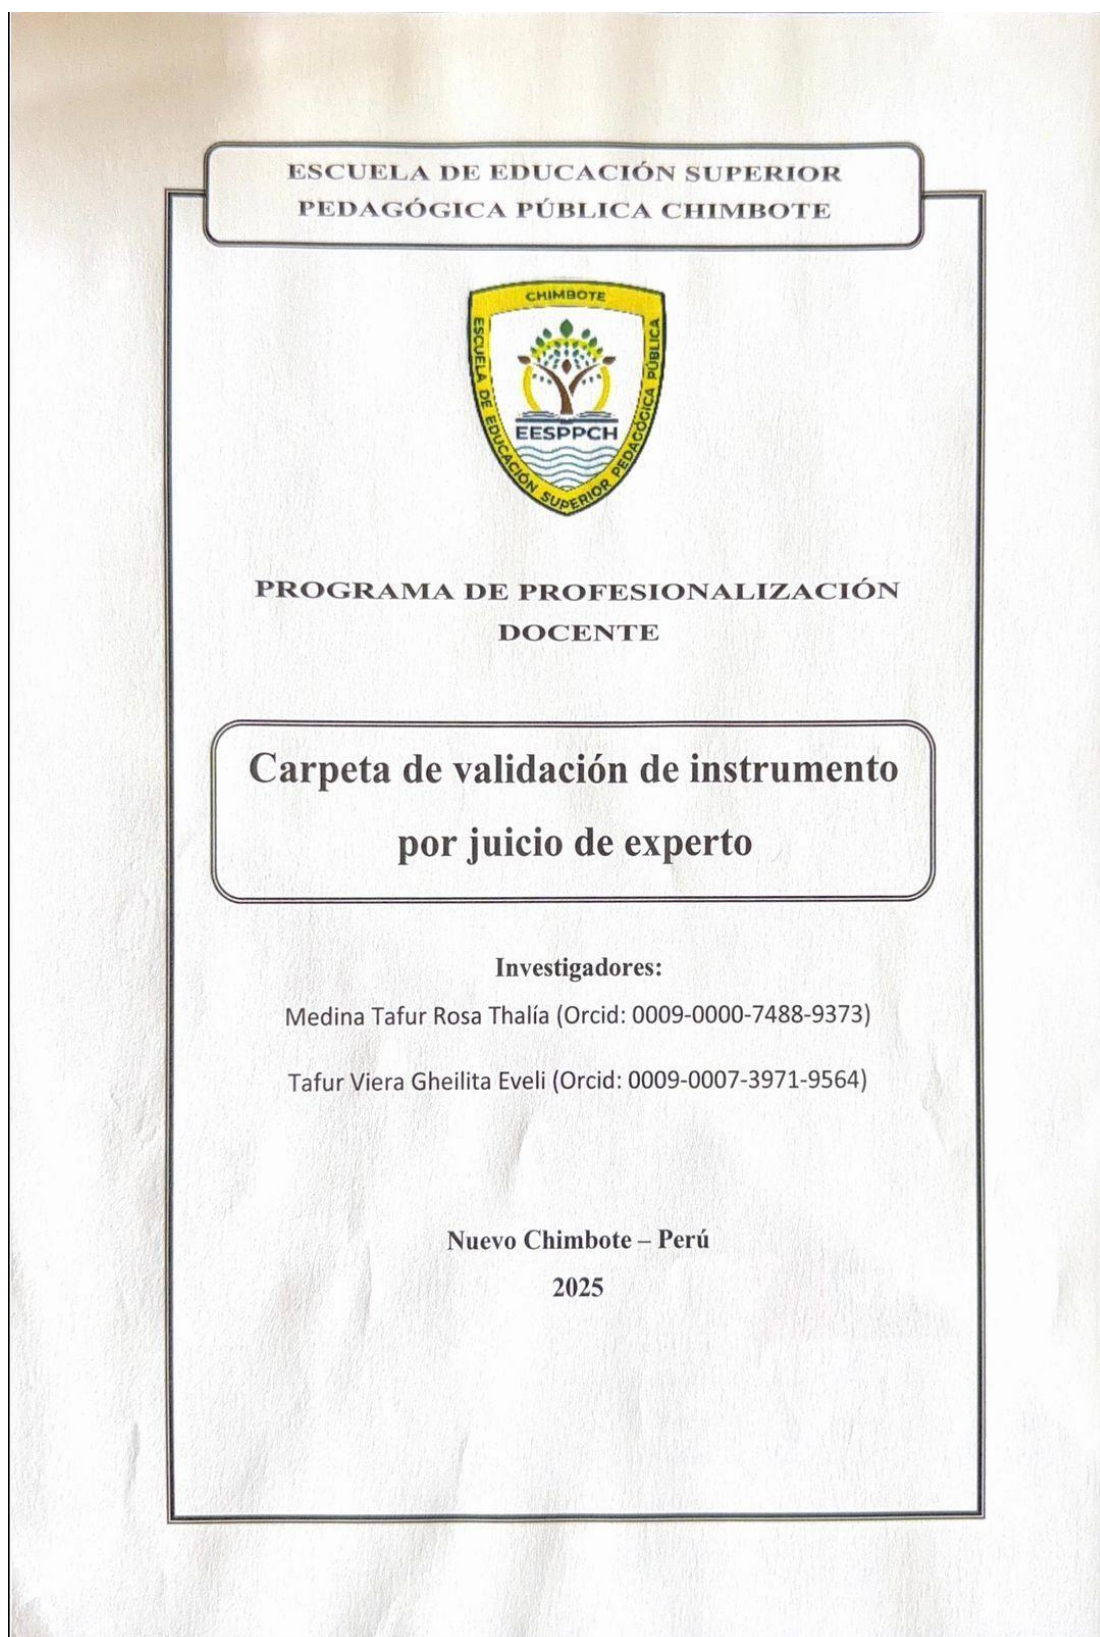 ESCUELA DE EDUCACIÓN SUPERIOR
PEDAGÓGICA PÚBLICA CHIMBOTE
CHIMBOTE
ESCUELA DE EDUCACIÓN SUPERIOR PEDAGÓGICA PÚBLICA
EESPPCH
PROGRAMA DE PROFESIONALIZACIÓN
DOCENTE
Carpeta de validación de instrumento
por juicio de experto
Investigadores:
Medina Tafur Rosa Thalía (Orcid: 0009-0000-7488-9373)
Tafur Viera Gheilita Eveli (Orcid: 0009-0007-3971-9564)
Nuevo Chimbote – Perú
2025